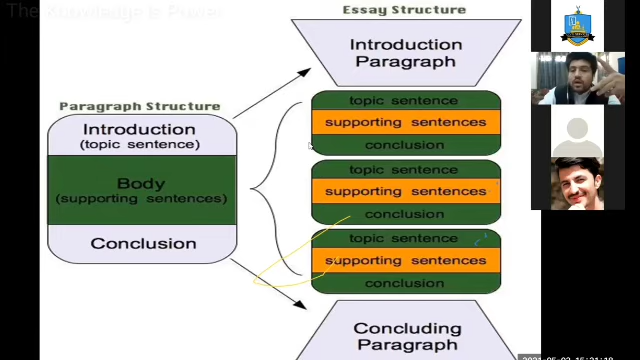 The Knowledge Is Power
Essay Structure
Introduction
Paragraph
Paragraph Structure
Introduction
(topic sentence)
Body
(supporting sentences)
Conclusion
topic sentence
supporting sentences
conclusion
topic sentence
supporting sentences
conclusion
topic sentence
supporting sentences
conclusion
Concluding
Paragraph